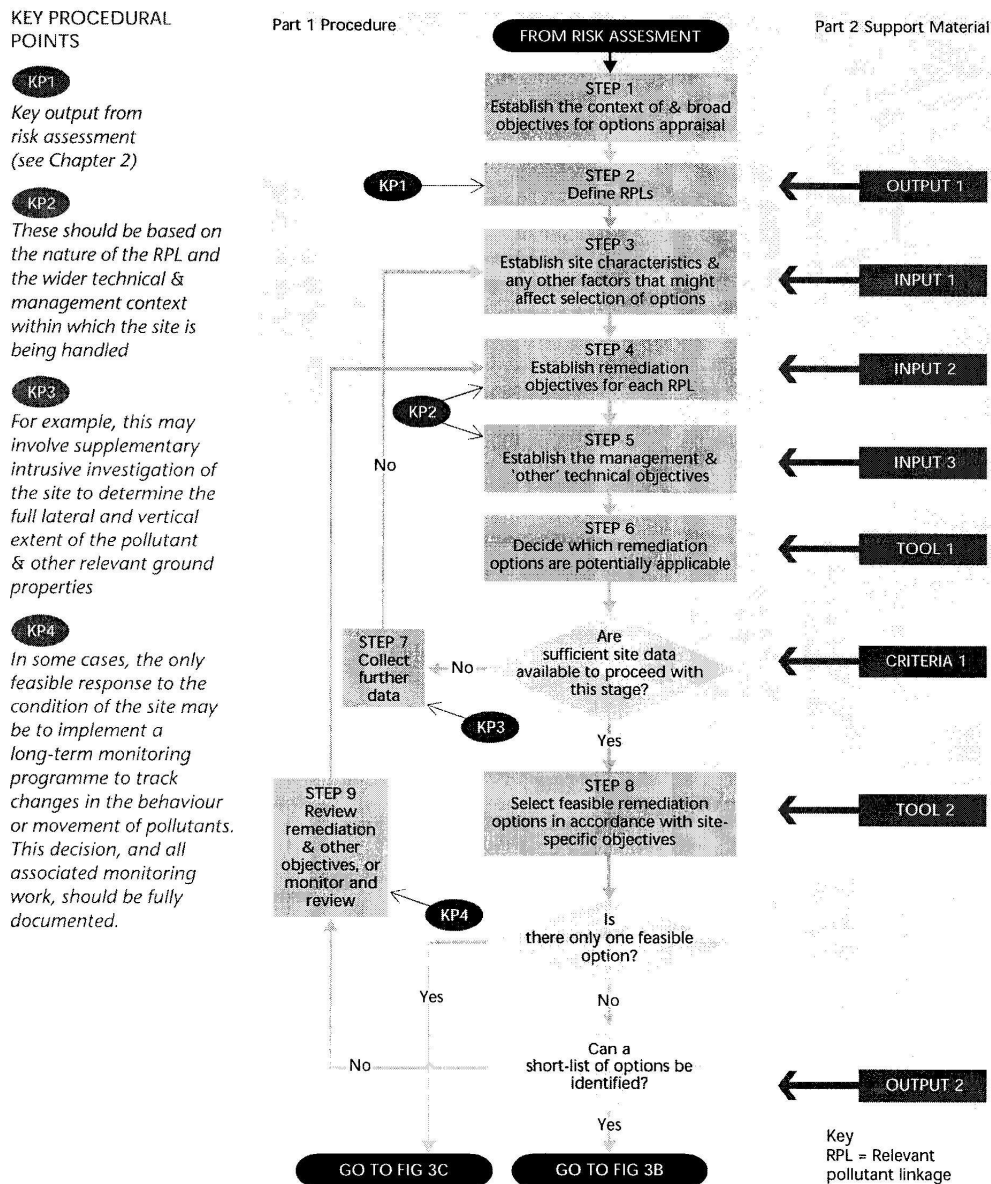 KEY PROCEDURAL
POINTS
KP1
Key output from
risk assessment
(see Chapter 2)
KP2
These should be based on
the nature of the RPL and
the wider technical &
management context
within which the site is
being handled
KP3
For example, this may
involve supplementary
intrusive investigation of
the site to determine the
full lateral and vertical
extent of the pollutant
& other relevant ground
properties
KP4
In some cases, the only
feasible response to the
condition of the site may
be to implement a
long-term monitoring
programme to track
changes in the behaviour
or movement of pollutants.
This decision, and all
associated monitoring
work, should be fully
documented.
Part 1 Procedure
Part 2 Support Material
FROM RISK ASSESMENT
STEP 1
Establish the context of & broad
objectives for options appraisal
KP1
STEP 2
Define RPLs
OUTPUT 1
STEP 3
Establish site characteristics &
any other factors that might
affect selection of options
INPUT 1
STEP 4
Establish remediation
objectives for each RPL
INPUT 2
KP2
STEP 5
Establish the management &
'other' technical objectives
INPUT 3
No
STEP 6
Decide which remediation
options are potentially applicable
TOOL 1
Are
sufficient site data
available to proceed with
this stage?
CRITERIA 1
No
STEP 7
Collect
further
data
KP3
Yes
STEP 8
Select feasible remediation
options in accordance with site-
specific objectives
TOOL 2
STEP 9
Review
remediation
& other
objectives, or
monitor and
review
KP4
Is
there only one feasible
option?
Yes
No
Can a
short-list of options be
identified?
No
OUTPUT 2
Yes
GO TO FIG 3C
GO TO FIG 3B
Key
RPL = Relevant
pollutant linkage